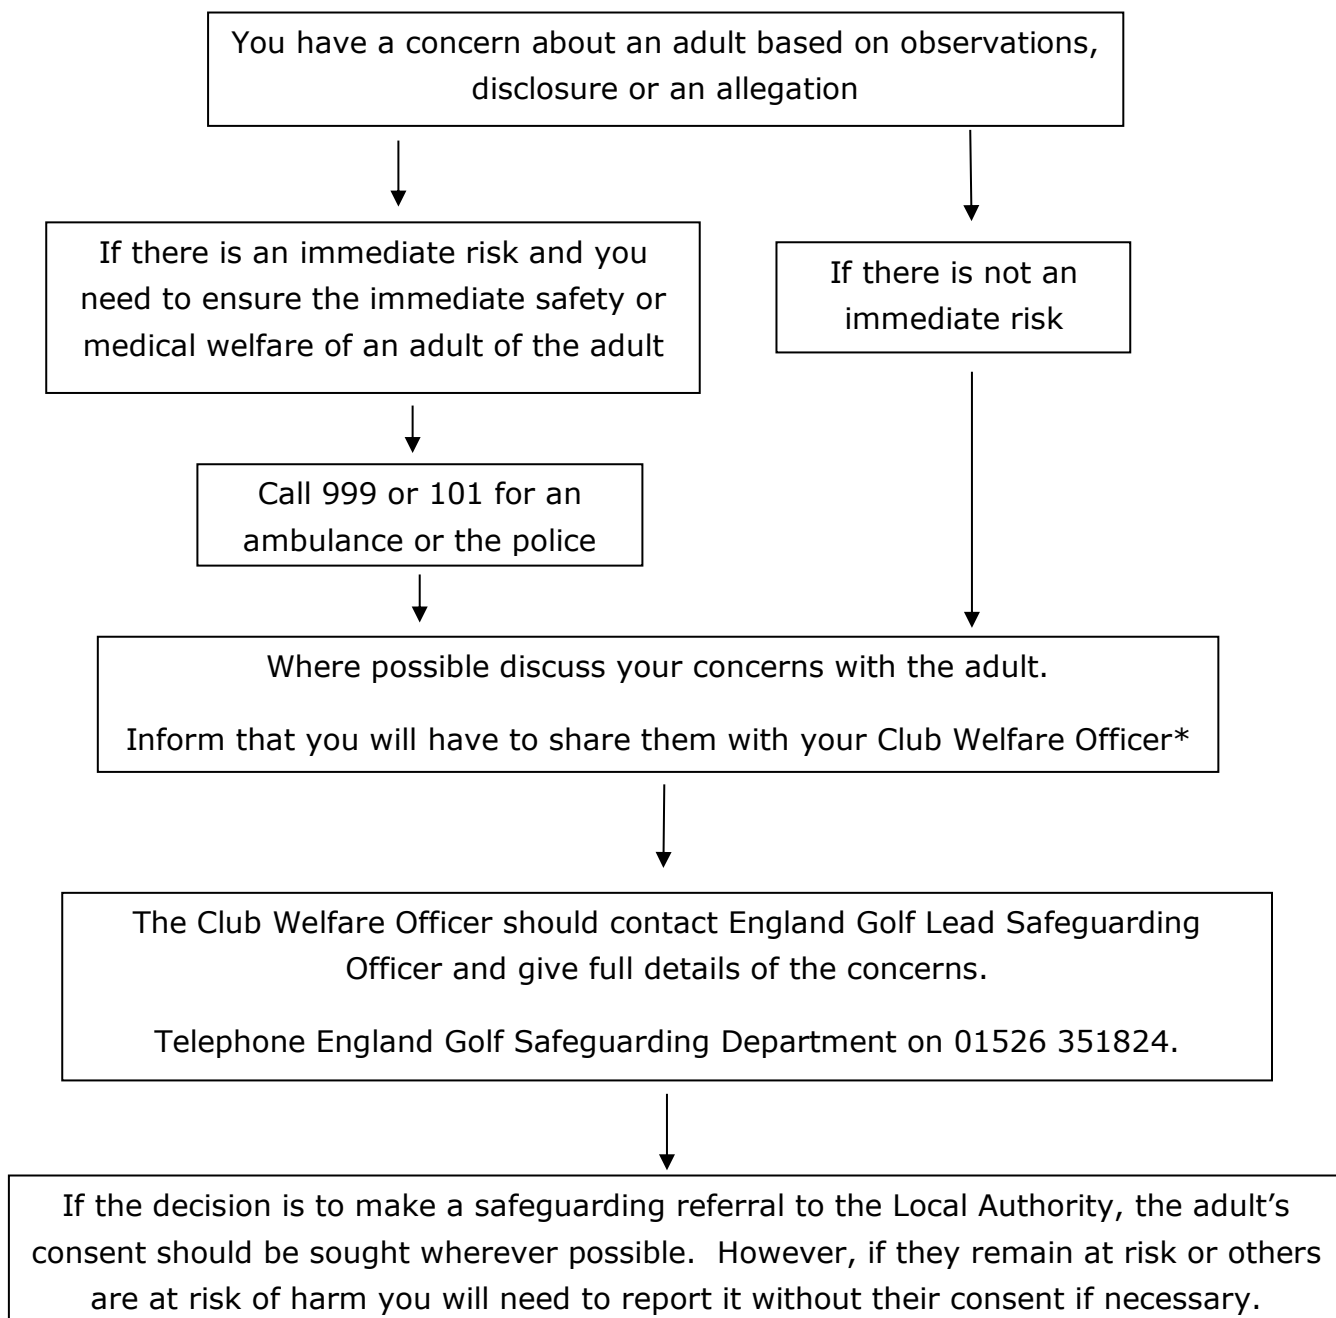 You have a concern about an adult based on observations,
disclosure or an allegation
If there is an immediate risk and you
need to ensure the immediate safety or
medical welfare of an adult of the adult
If there is not an
immediate risk
Call 999 or 101 for an
ambulance or the police
Where possible discuss your concerns with the adult.
Inform that you will have to share them with your Club Welfare Officer*
The Club Welfare Officer should contact England Golf Lead Safeguarding
Officer and give full details of the concerns.
Telephone England Golf Safeguarding Department on 01526 351824.
If the decision is to make a safeguarding referral to the Local Authority, the adult’s
consent should be sought wherever possible.  However, if they remain at risk or others
are at risk of harm you will need to report it without their consent if necessary.